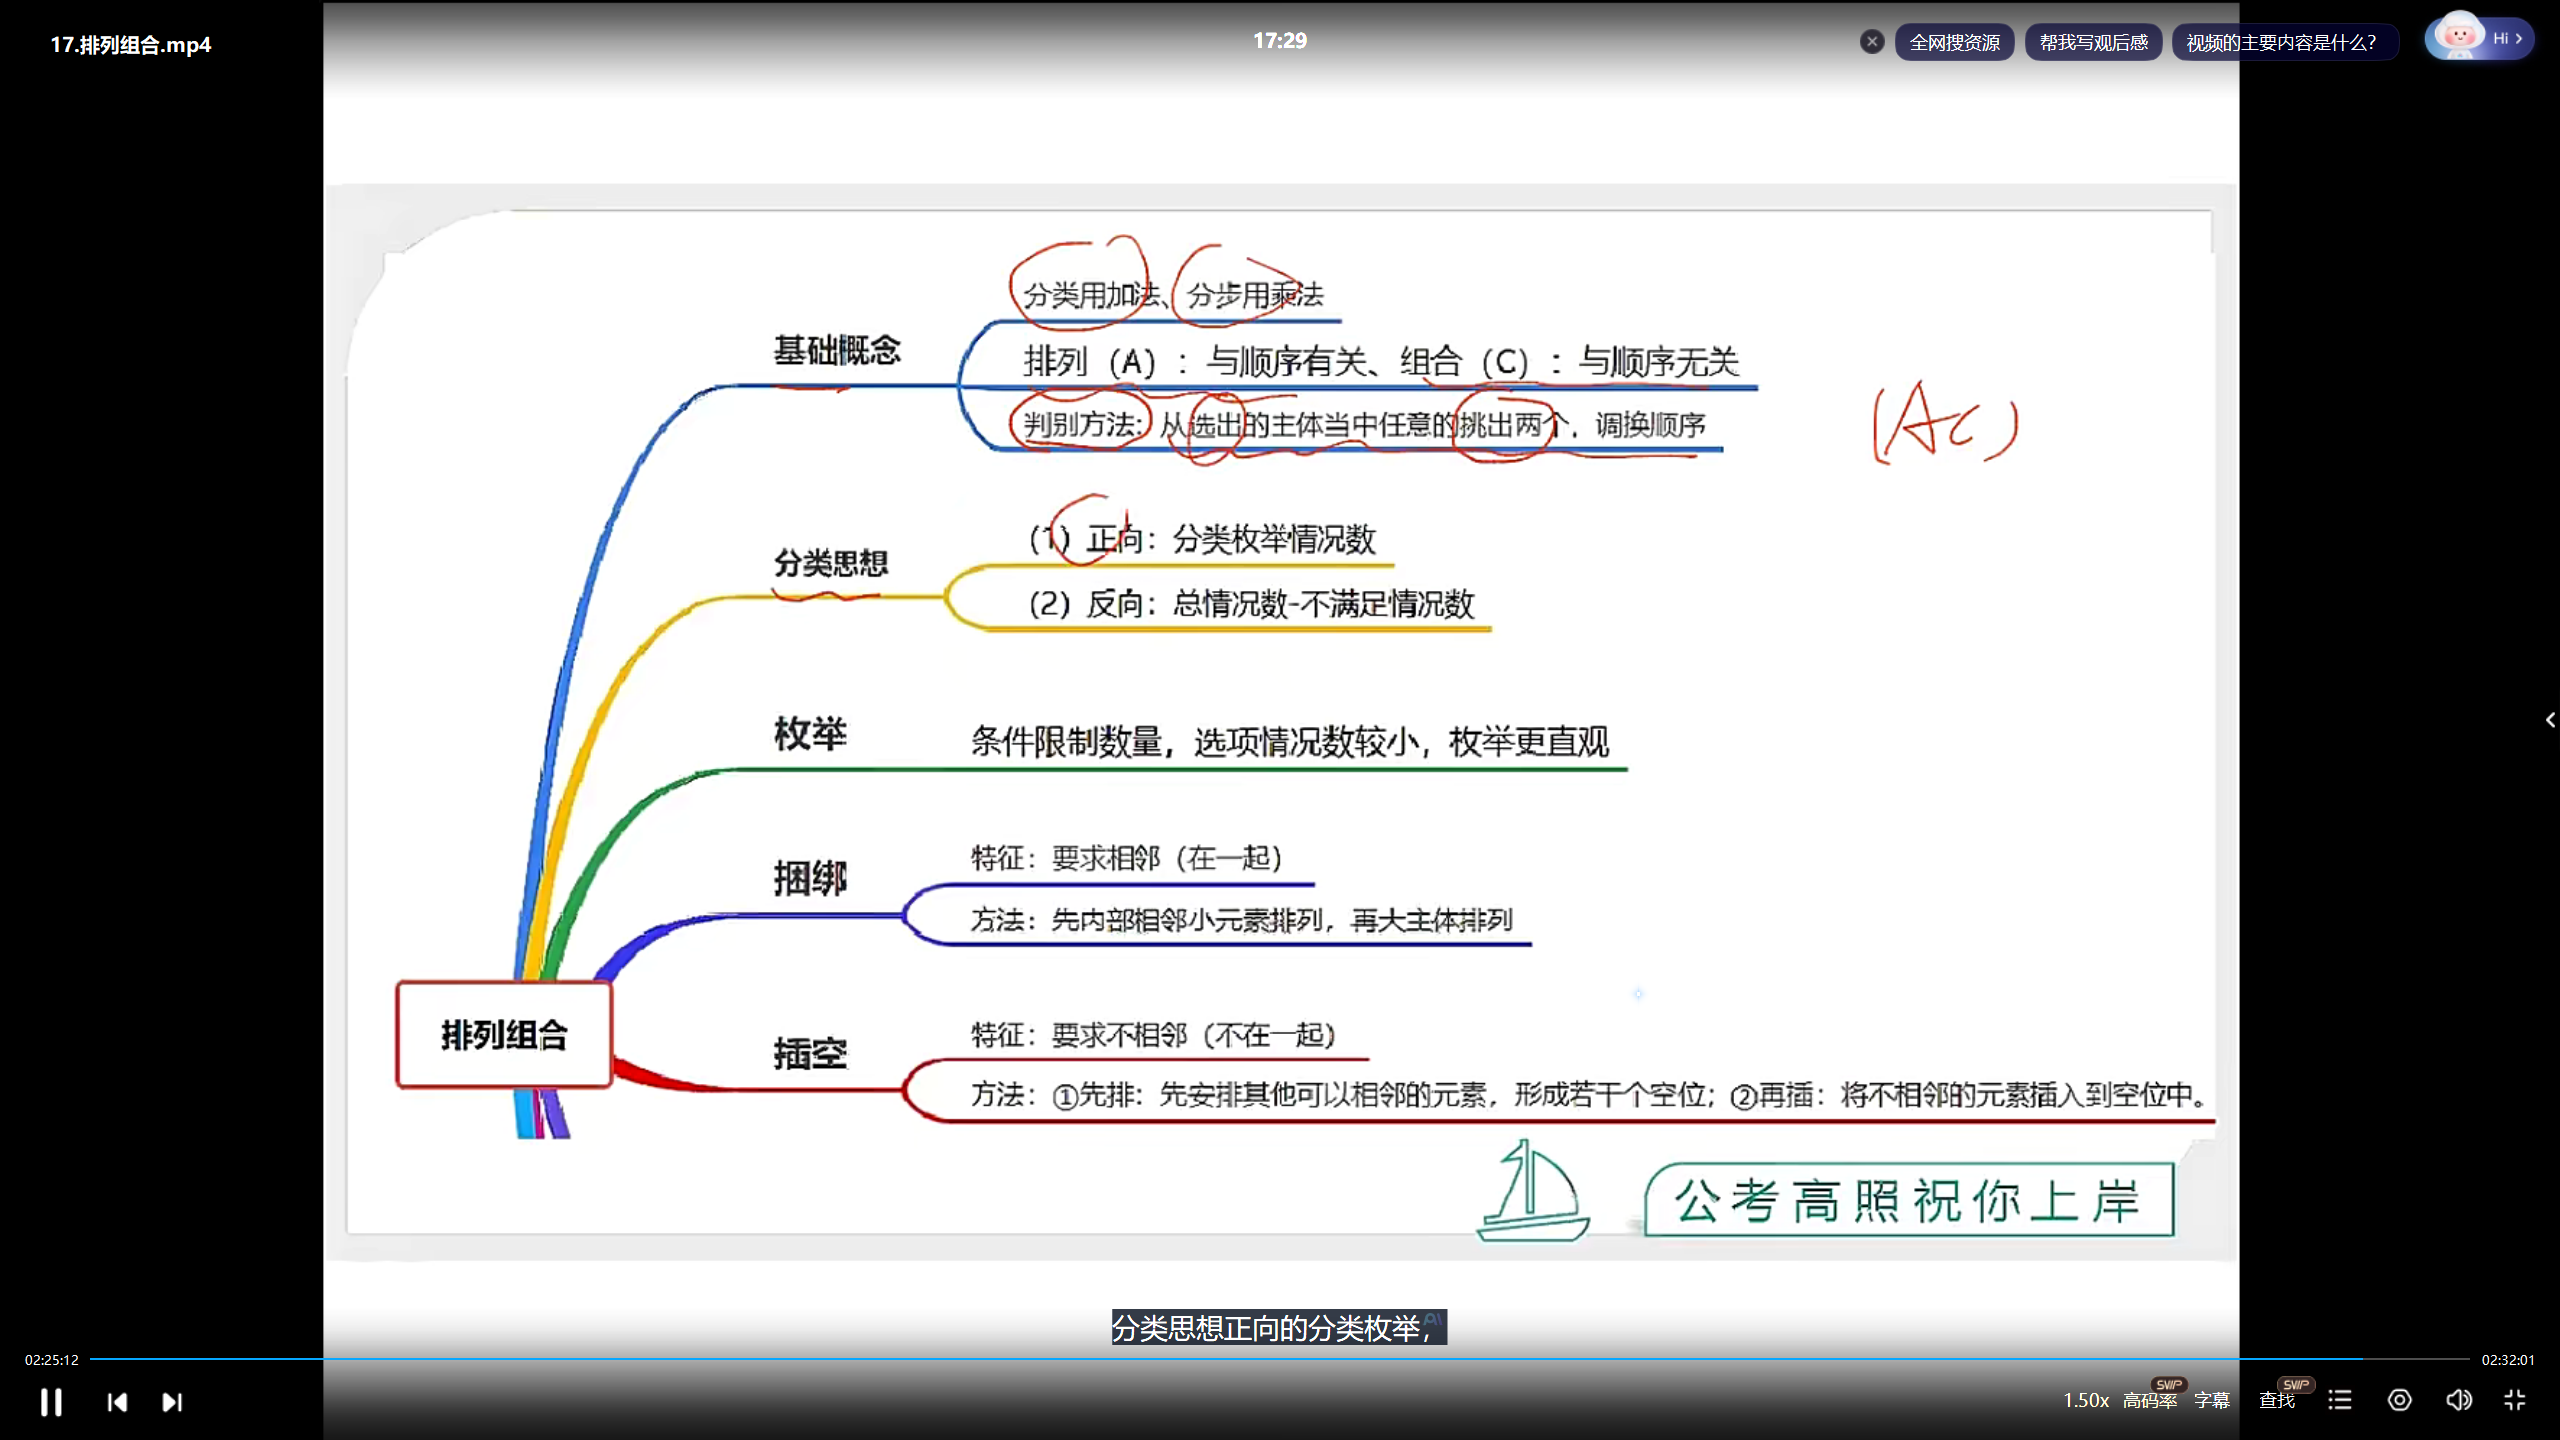 17.排列组合.mp4
17:29
全网搜资源
帮我写观后感
视频的主要内容是什么？
Hi
分类用加法、分步用乘法
基础概念
排列（A）：与顺序有关、组合（C）：与顺序无关
判别方法：从选出的主体当中任意的挑出两个，调换顺序
(AC)
(1）正向：分类枚举情况数
分类思想
(2）反向：总情况数-不满足情况数
枚举
条件限制数量，选项情况数较小，枚举更直观
特征：要求相邻（在一起）
捆绑
方法：先内部相邻小元素排列，再大主体排列
排列组合
特征：要求不相邻（不在一起）
插空
方法：①先排：先安排其他可以相邻的元素，形成若干个空位；②再插：将不相邻的元素插入到空位中。
公考高照祝你上岸
分类思想正向的分类枚举，
AI
02:25:12
02:32:01
1.50x
高码率
SVIP
字幕
查找
SVIP